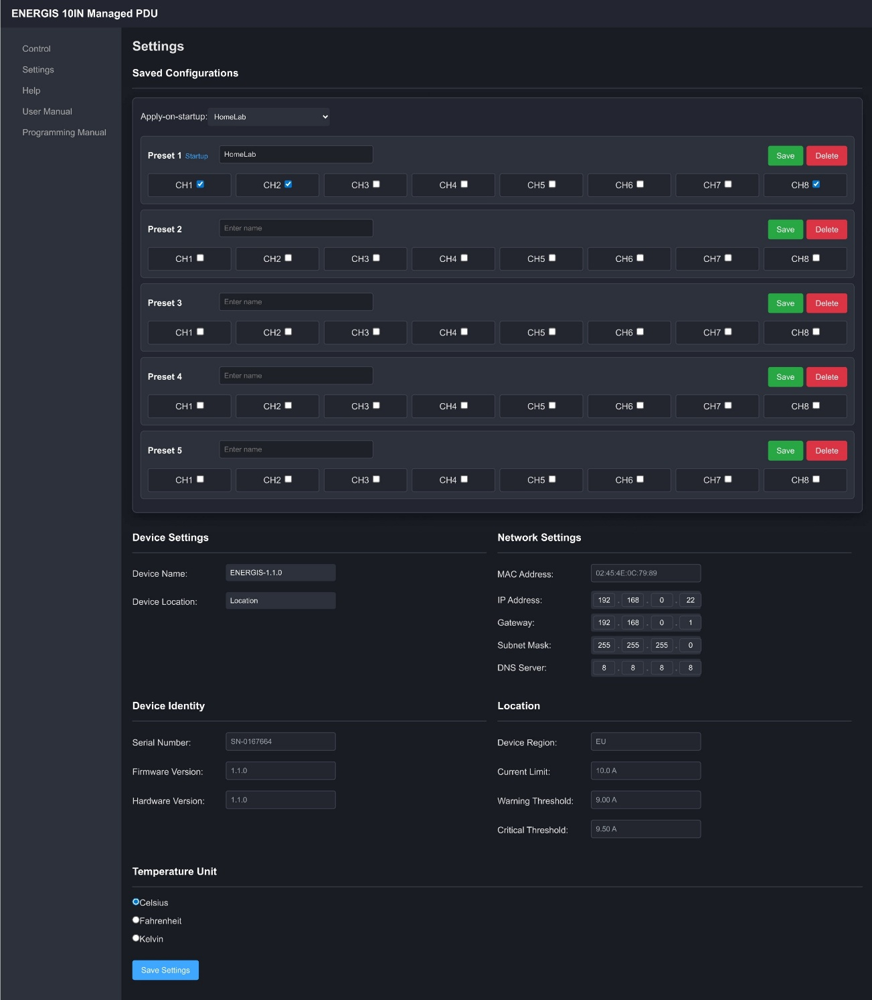 ENERGIS 10IN Managed PDU
Control
Settings
Help
User Manual
Programming Manual
Settings
Saved Configurations
Apply-on-startup: HomeLab
Preset 1 Startup HomeLab Save Delete
CH1 CH2 CH3 CH4 CH5 CH6 CH7 CH8
Preset 2 Enter name Save Delete
CH1 CH2 CH3 CH4 CH5 CH6 CH7 CH8
Preset 3 Enter name Save Delete
CH1 CH2 CH3 CH4 CH5 CH6 CH7 CH8
Preset 4 Enter name Save Delete
CH1 CH2 CH3 CH4 CH5 CH6 CH7 CH8
Preset 5 Enter name Save Delete
CH1 CH2 CH3 CH4 CH5 CH6 CH7 CH8
Device Settings
Device Name: ENERGIS-1.1.0
Device Location: Location
Network Settings
MAC Address: 02:45:4E:0C:79:89
IP Address: 192 . 168 . 0 . 22
Gateway: 192 . 168 . 0 . 1
Subnet Mask: 255 . 255 . 255 . 0
DNS Server: 8 . 8 . 8 . 8
Device Identity
Serial Number: SN-0167664
Firmware Version: 1.1.0
Hardware Version: 1.1.0
Location
Device Region: EU
Current Limit: 10.0 A
Warning Threshold: 9.00 A
Critical Threshold: 9.50 A
Temperature Unit
Celsius
Fahrenheit
Kelvin
Save Settings